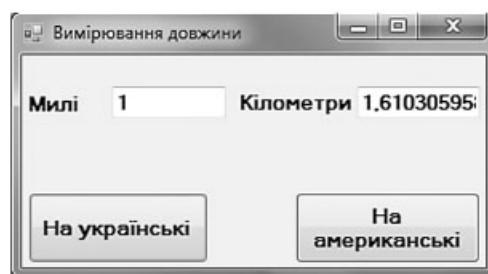 Вимірювання довжини
Милі 1 Кілометри 1,61030595
На українські
На
американські